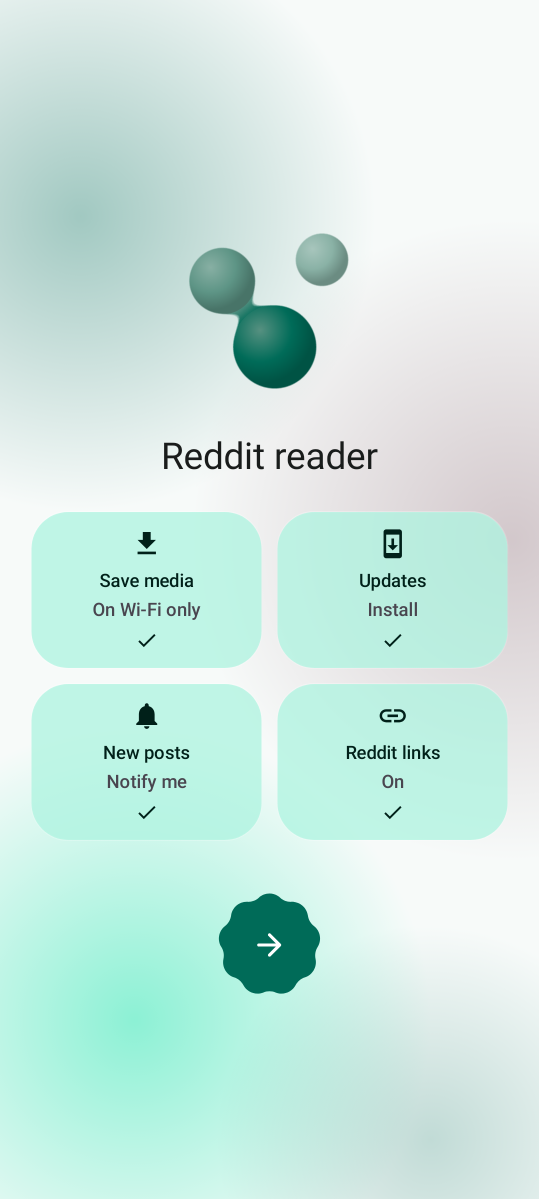 Reddit reader
Save media
On Wi-Fi only
Updates
Install
New posts
Notify me
Reddit links
On